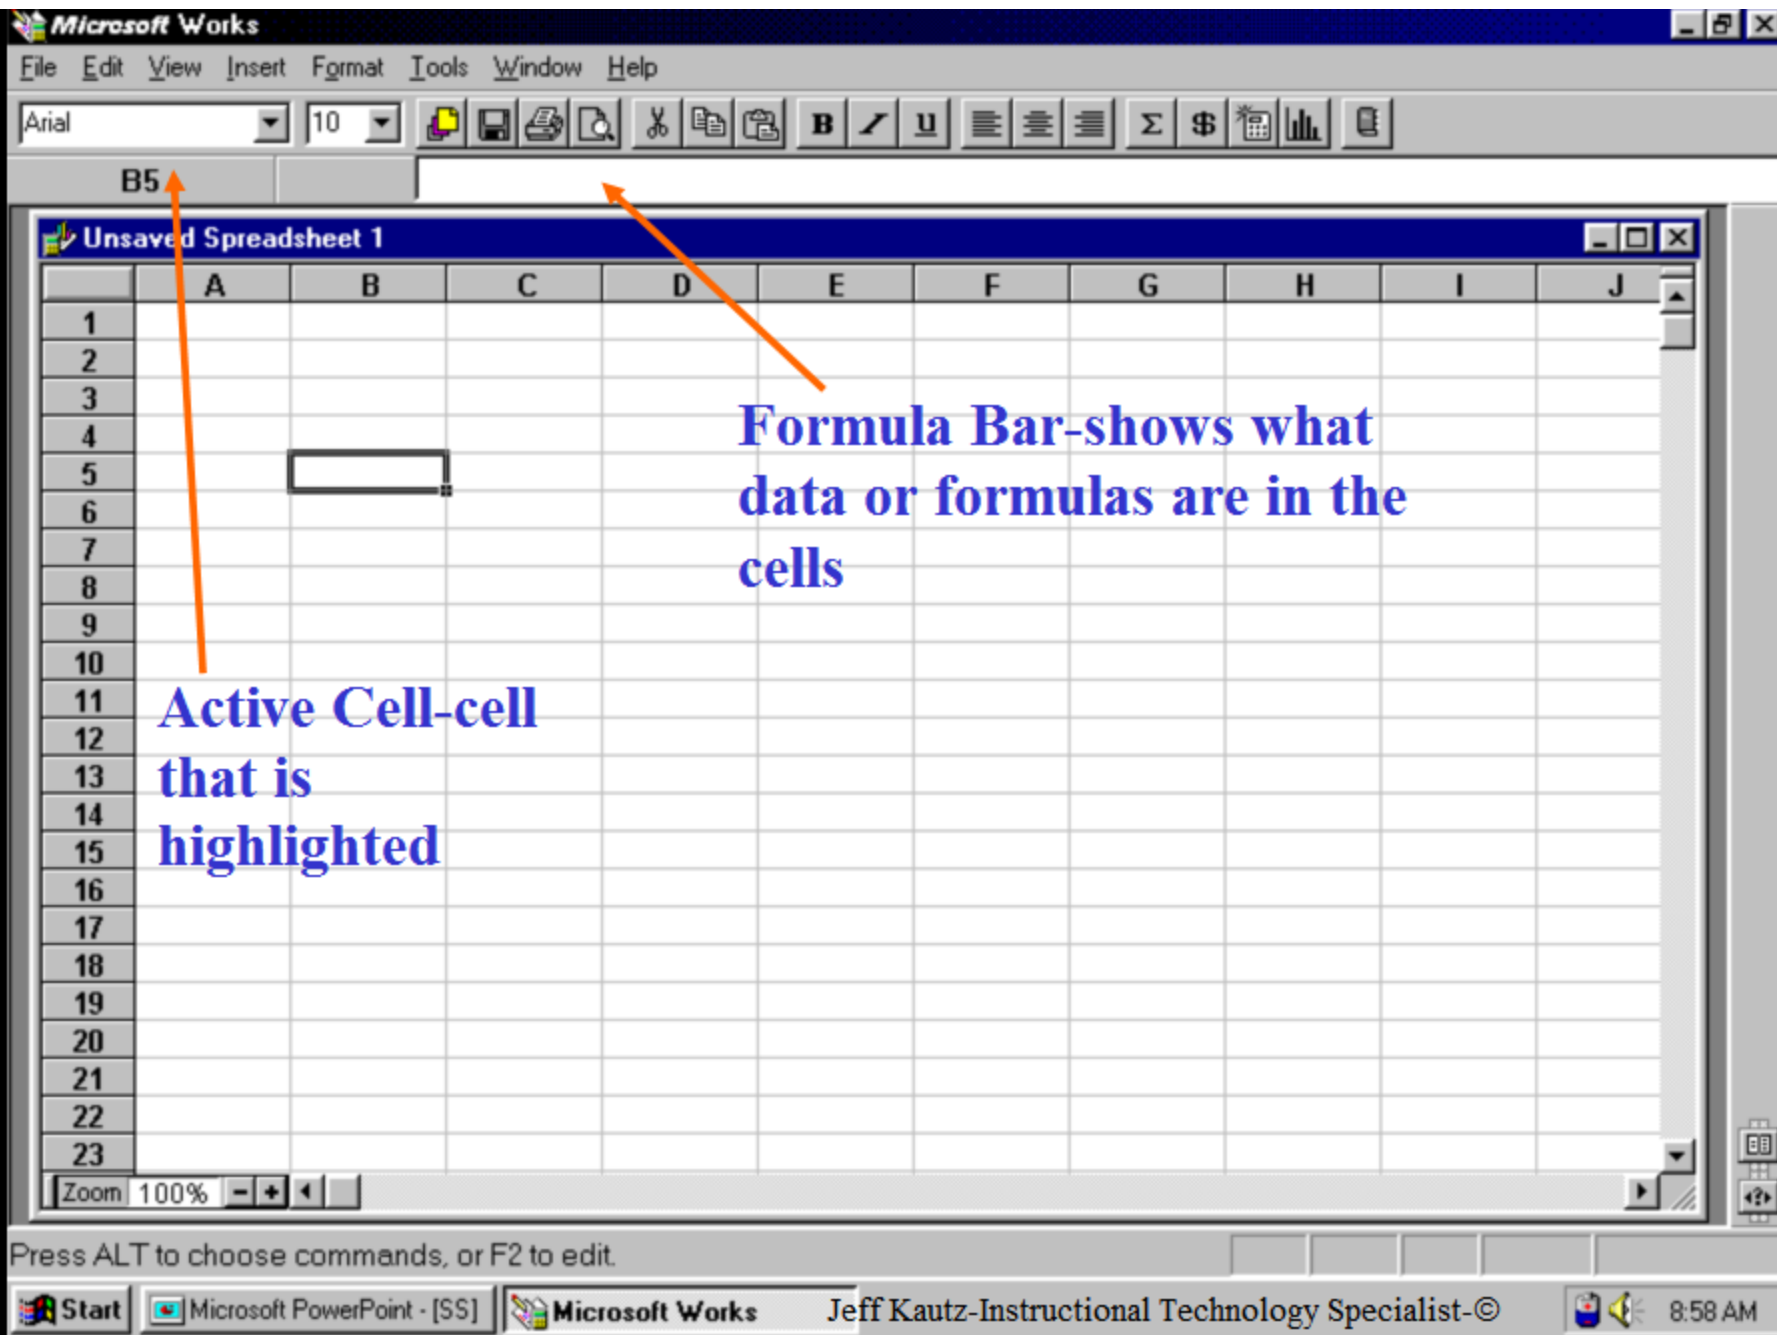 Microsoft Works
File Edit View Insert Format Tools Window Help
Arial 10 B I U Σ $
B5
Unsaved Spreadsheet 1
A B C D E F G H I J
1
2
3
4
5
6
7
8
9
10
11
12
13
14
15
16
17
18
19
20
21
22
23
Formula Bar-shows what
data or formulas are in the
cells
Active Cell-cell
that is
highlighted
Zoom 100% - +
Press ALT to choose commands, or F2 to edit.
Start Microsoft PowerPoint - [SS] Microsoft Works Jeff Kautz-Instructional Technology Specialist-© 8:58 AM